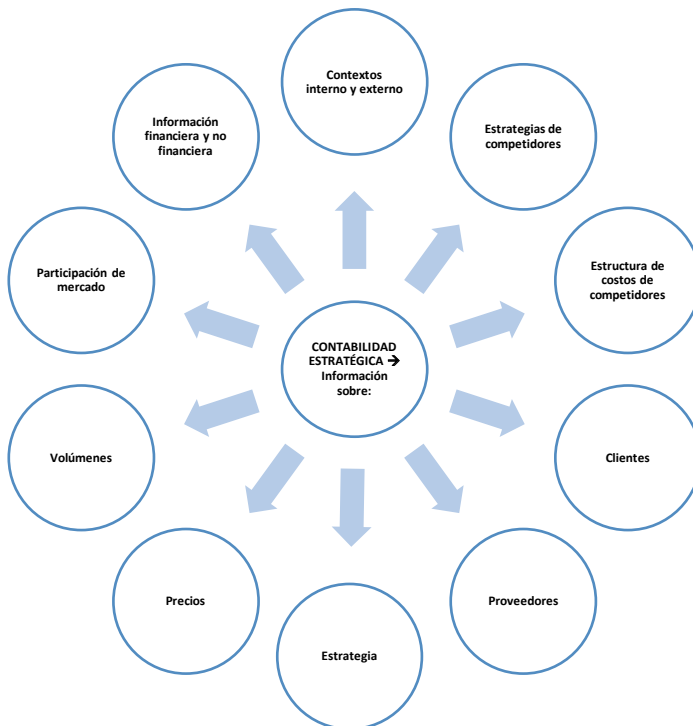 Contextos
interno y externo
Estrategias de
competidores
Estructura de
costos de
competidores
Clientes
Proveedores
Estrategia
Precios
Volúmenes
Participación de
mercado
Información
financiera y no
financiera
CONTABILIDAD
ESTRATÉGICA →
Información
sobre: